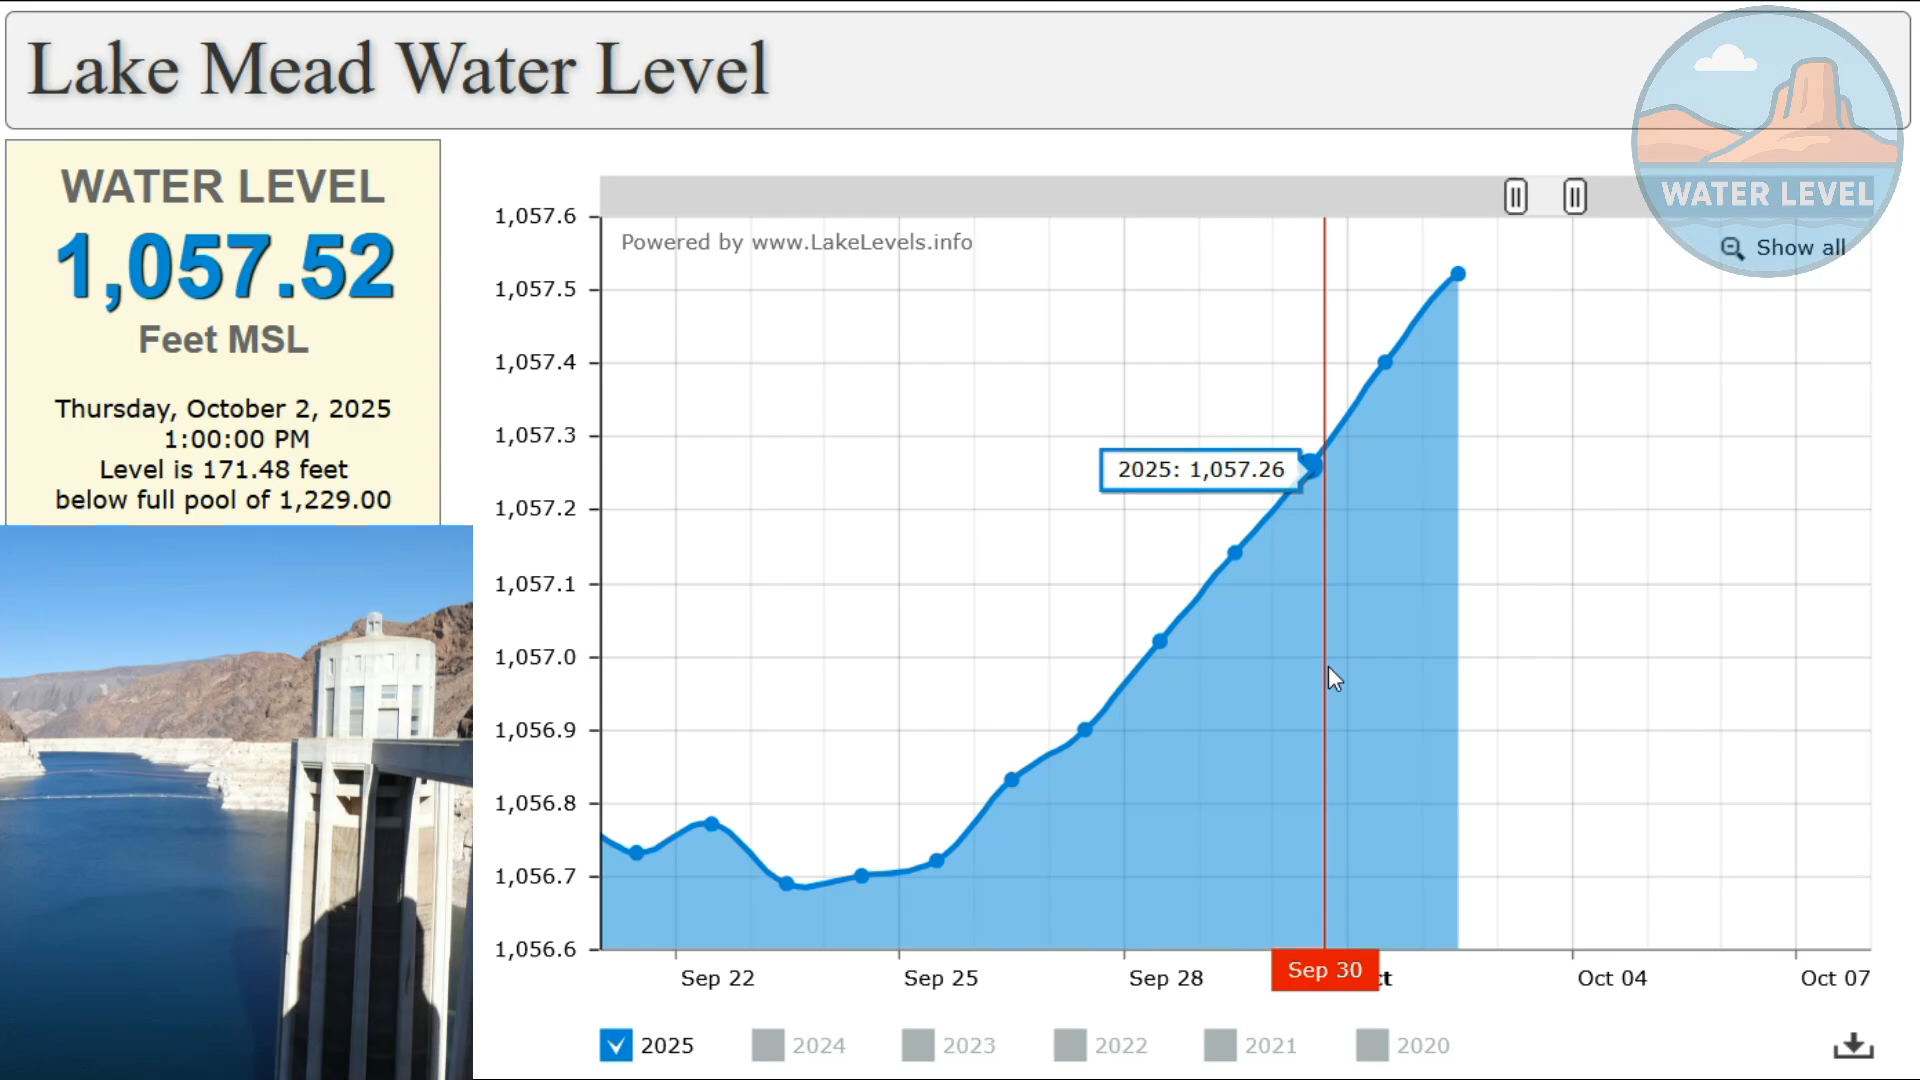 Lake Mead Water Level
WATER LEVEL
WATER LEVEL
1,057.52
Feet MSL
Thursday, October 2, 2025
1:00:00 PM
Level is 171.48 feet
below full pool of 1,229.00
Powered by www.LakeLevels.info
Show all
1,057.6
1,057.5
1,057.4
1,057.3
1,057.2
1,057.1
1,057.0
1,056.9
1,056.8
1,056.7
1,056.6
2025: 1,057.26
Sep 22
Sep 25
Sep 28
Sep 30
ct
Oct 04
Oct 07
2025
2024
2023
2022
2021
2020